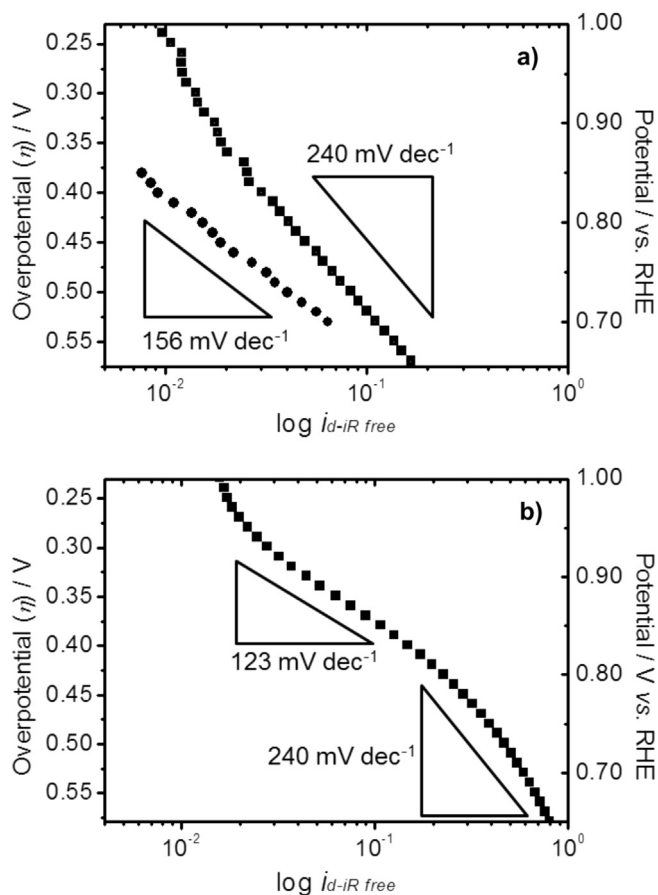 a)
Overpotential (η) / V
0.25
0.30
0.35
0.40
0.45
0.50
0.55
240 mV dec⁻¹
156 mV dec⁻¹
1.00
0.90
0.80
0.70
Potential / vs. RHE
10⁻²
10⁻¹
10⁰
log i_d-iR free
b)
Overpotential (η) / V
0.25
0.30
0.35
0.40
0.45
0.50
0.55
123 mV dec⁻¹
240 mV dec⁻¹
1.00
0.90
0.80
0.70
Potential / V vs. RHE
10⁻²
10⁻¹
10⁰
log i_d-iR free